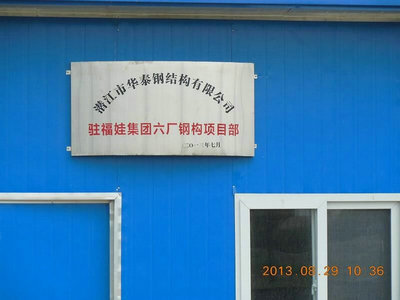 潜江市华泰钢结构有限公司
驻福娃集团六厂钢构项目部
二〇一三年七月
2013.08.29 10:36